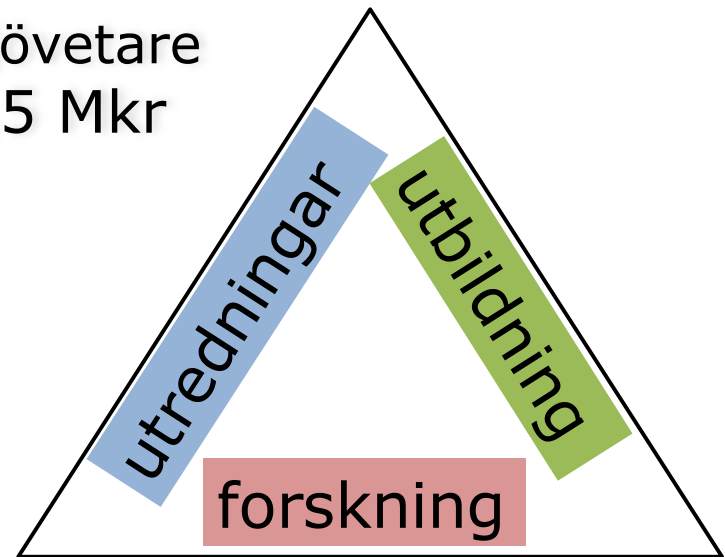 övetare
5 Mkr
utredningar
utbildning
forskning